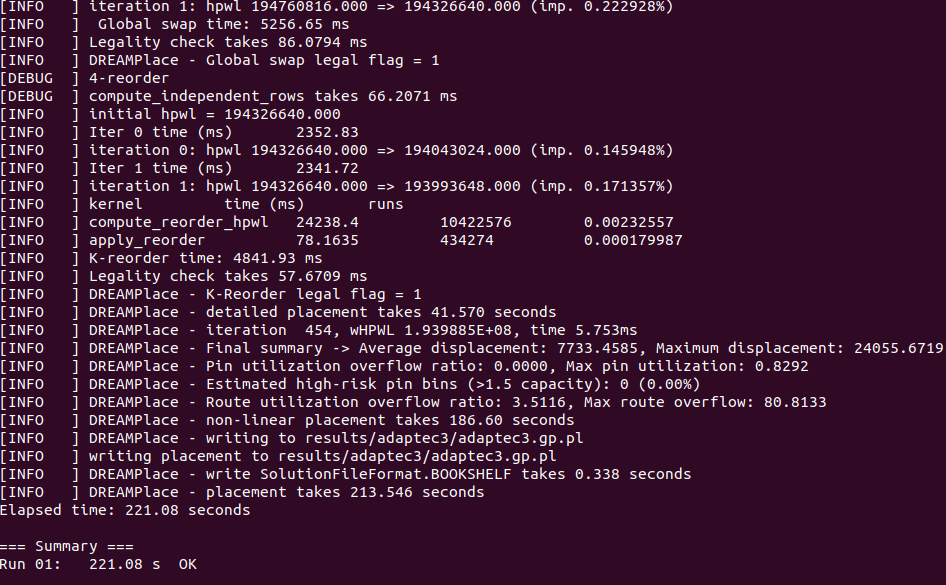 [INFO   ] iteration 1: hpwl 194760816.000 => 194326640.000 (imp. 0.222928%)
[INFO   ]  Global swap time: 5256.65 ms
[INFO   ] Legality check takes 86.0794 ms
[INFO   ] DREAMPlace - Global swap legal flag = 1
[DEBUG  ] 4-reorder
[DEBUG  ] compute_independent_rows takes 66.2071 ms
[INFO   ] initial hpwl = 194326640.000
[INFO   ] Iter 0 time (ms)       2352.83
[INFO   ] iteration 0: hpwl 194326640.000 => 194043024.000 (imp. 0.145948%)
[INFO   ] Iter 1 time (ms)       2341.72
[INFO   ] iteration 1: hpwl 194326640.000 => 193993648.000 (imp. 0.171357%)
[INFO   ] kernel         time (ms)       runs
[INFO   ] compute_reorder_hpwl   24238.4         10422576        0.00232557
[INFO   ] apply_reorder          78.1635         434274          0.000179987
[INFO   ] K-reorder time: 4841.93 ms
[INFO   ] Legality check takes 57.6709 ms
[INFO   ] DREAMPlace - K-Reorder legal flag = 1
[INFO   ] DREAMPlace - detailed placement takes 41.570 seconds
[INFO   ] DREAMPlace - iteration  454, wHPWL 1.939885E+08, time 5.753ms
[INFO   ] DREAMPlace - Final summary -> Average displacement: 7733.4585, Maximum displacement: 24055.6719
[INFO   ] DREAMPlace - Pin utilization overflow ratio: 0.0000, Max pin utilization: 0.8292
[INFO   ] DREAMPlace - Estimated high-risk pin bins (>1.5 capacity): 0 (0.00%)
[INFO   ] DREAMPlace - Route utilization overflow ratio: 3.5116, Max route overflow: 80.8133
[INFO   ] DREAMPlace - non-linear placement takes 186.60 seconds
[INFO   ] DREAMPlace - writing to results/adaptec3/adaptec3.gp.pl
[INFO   ] writing placement to results/adaptec3/adaptec3.gp.pl
[INFO   ] DREAMPlace - write SolutionFileFormat.BOOKSHELF takes 0.338 seconds
[INFO   ] DREAMPlace - placement takes 213.546 seconds
Elapsed time: 221.08 seconds
=== Summary ===
Run 01:   221.08 s  OK